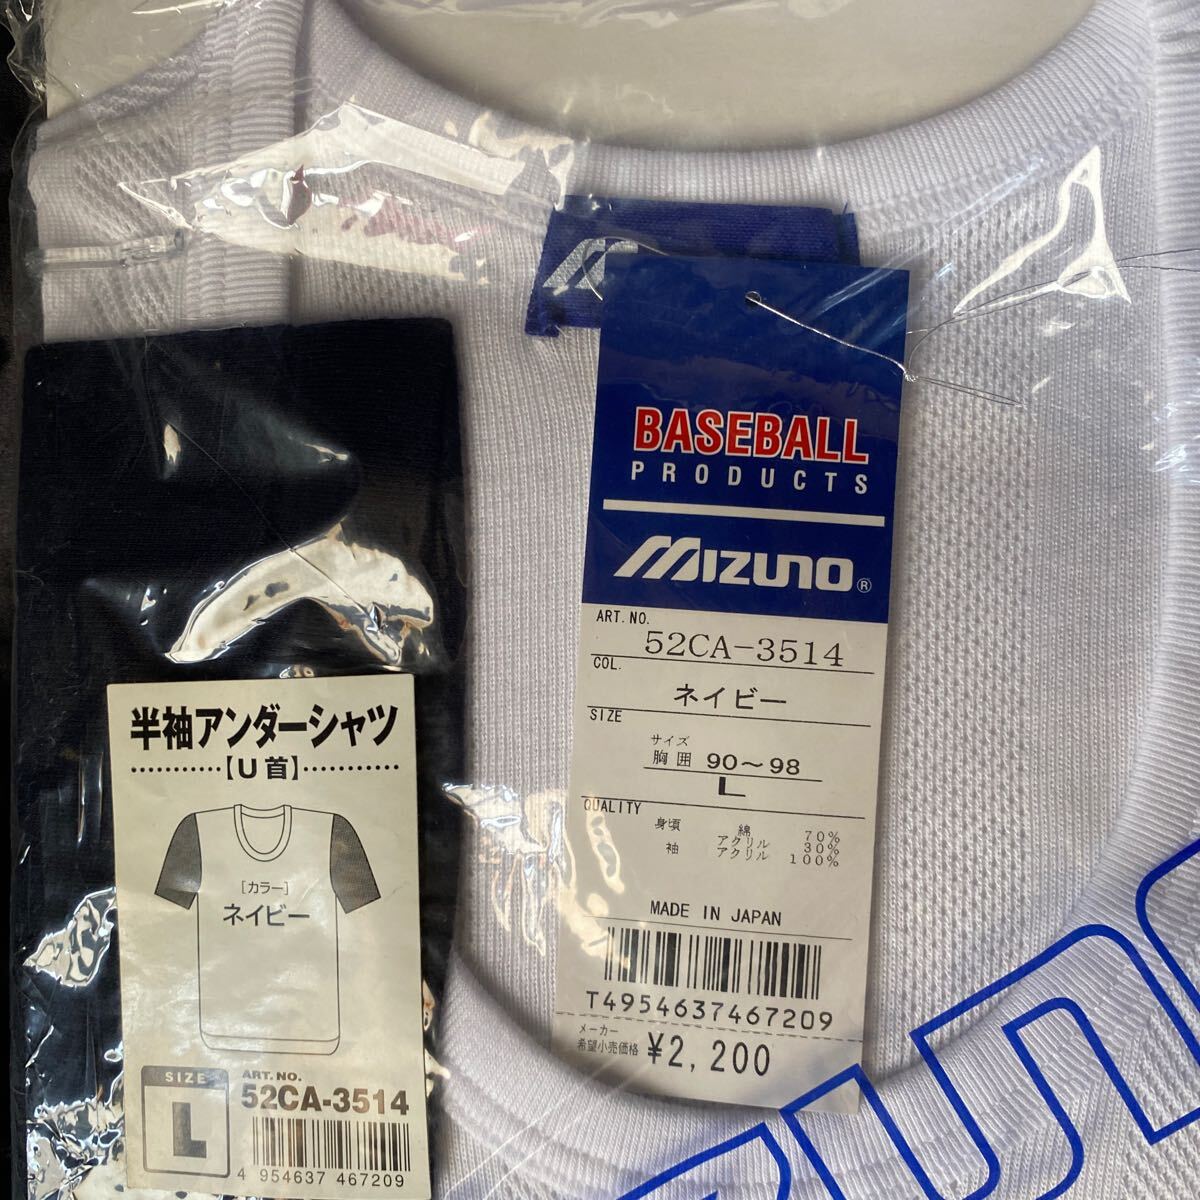 BASEBALL
PRODUCTS
MIZUNO®
ART. NO.
52CA-3514
COL.
ネイビー
SIZE
サイズ
胸囲 90～98
L
QUALITY
身頃 綿 70%
アクリル 30%
袖 アクリル 100%
MADE IN JAPAN
T4954637467209
メーカー
希望小売価格 ¥2,200
半袖アンダーシャツ
【U首】
[カラー]
ネイビー
SIZE
L
ART. NO.
52CA-3514
4 954637 467209